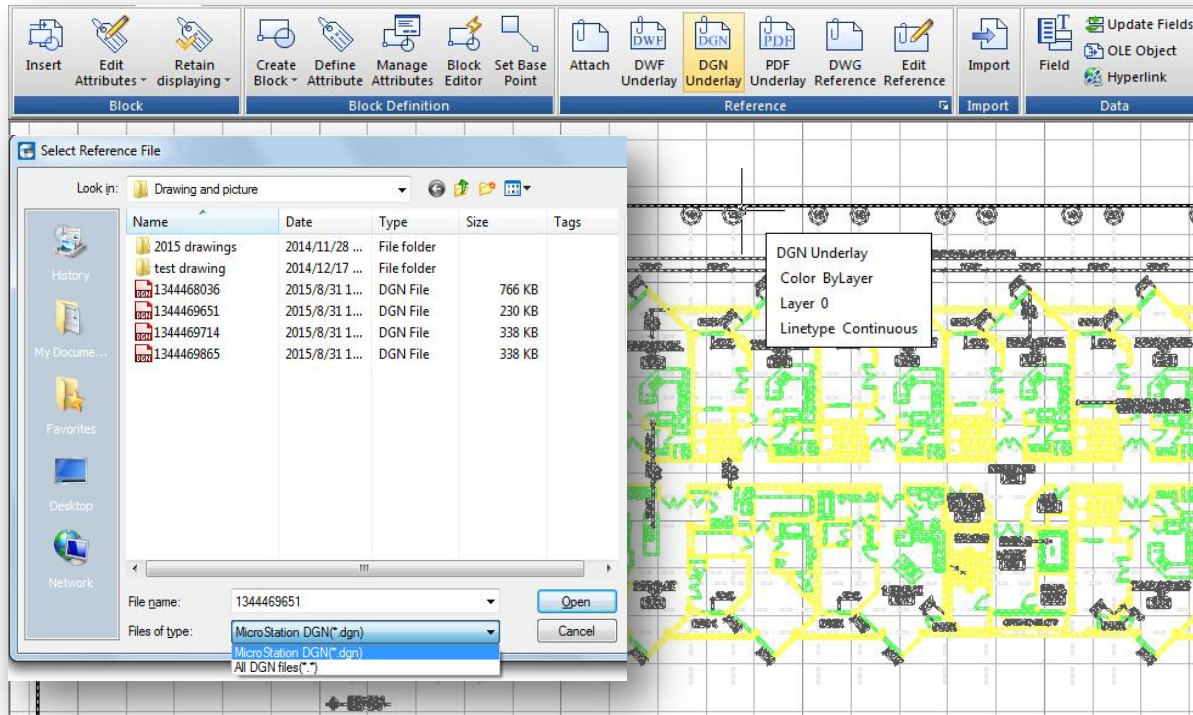 Insert
Edit
Attributes
Retain
displaying
Block
Create
Block
Define
Attribute
Manage
Attributes
Block
Editor
Set Base
Point
Block Definition
Attach
DWF
DWF
Underlay
DGN
DGN
Underlay
PDF
PDF
Underlay
DWG
Reference
Edit
Reference
Reference
Import
Import
Field
Update Fields
OLE Object
Hyperlink
Data
Select Reference File
Look in:
Drawing and picture
Name Date Type Size Tags
2015 drawings 2014/11/28 ... File folder
test drawing 2014/12/17 ... File folder
DGN 1344468036 2015/8/31 1... DGN File 766 KB
DGN 1344469651 2015/8/31 1... DGN File 230 KB
DGN 1344469714 2015/8/31 1... DGN File 338 KB
DGN 1344469865 2015/8/31 1... DGN File 338 KB
History
My Docume...
Favorites
Desktop
Network
File name: 1344469651 Open
Files of type: MicroStation DGN(*.dgn) Cancel
MicroStation DGN(*.dgn)
All DGN files(*.*)
DGN Underlay
Color ByLayer
Layer 0
Linetype Continuous